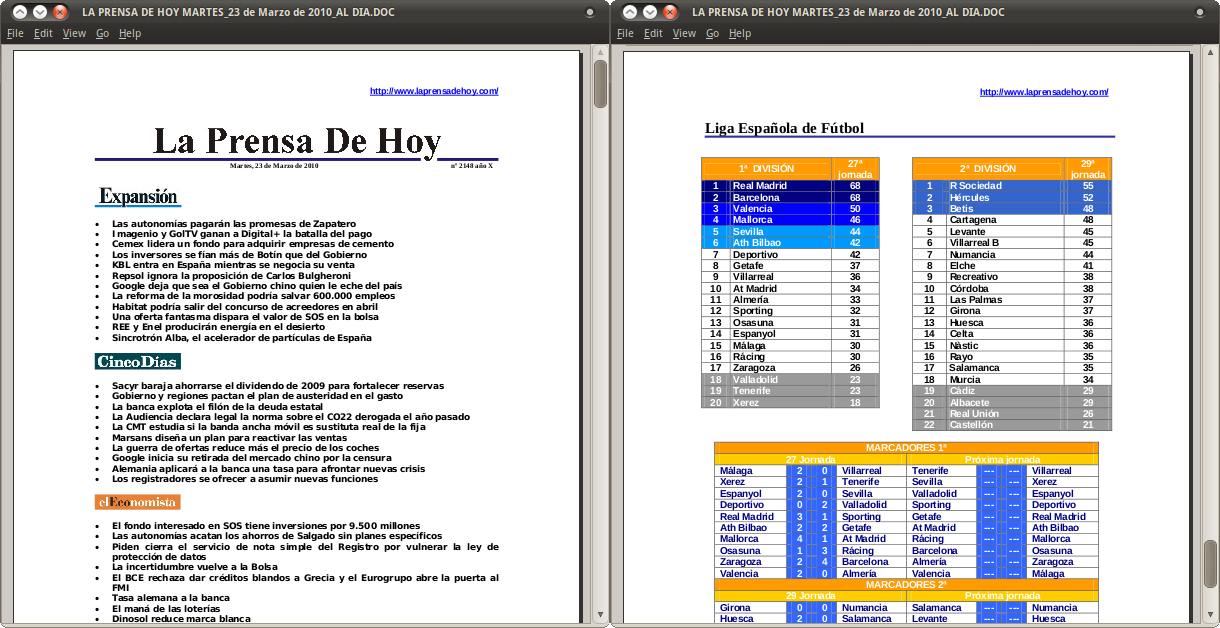 LA PRENSA DE HOY MARTES_23 de Marzo de 2010_AL DIA.DOC
File Edit View Go Help
http://www.laprensadehoy.com/
La Prensa De Hoy
Martes, 23 de Marzo de 2010 nº 2148 año X
Expansión
• Las autonomías pagarán las promesas de Zapatero
• I magenio y GolTV ganan a Digital+ la batalla del pago
• Cemex lidera un fondo para adquirir empresas de cemento
• Los inversores se fían más de Botín que del Gobierno
• KBL entra en España mientras se negocia su venta
• Repsol ignora la proposición de Carlos Bulgheroni
• Google deja que sea el Gobierno chino quien le eche del país
• La reforma de la morosidad podría salvar 600.000 empleos
• Habitat podría salir del concurso de acreedores en abril
• Una oferta fantasma dispara el valor de SOS en la bolsa
• REE y Enel producirán energía en el desierto
• Sincrotrón Alba, el acelerador de partículas de España
CincoDías
• Sacyr baraja ahorrarse el dividendo de 2009 para fortalecer reservas
• Gobierno y regiones pactan el plan de austeridad en el gasto
• La banca explota el filón de la deuda estatal
• La Audiencia declara legal la norma sobre el CO22 derogada el año pasado
• La CMT estudia si la banda ancha móvil es sustituta real de la fija
• Marsans diseña un plan para reactivar las ventas
• La guerra de ofertas reduce más el precio de los coches
• Google inicia su retirada del mercado chino por la censura
• Alemania aplicará a la banca una tasa para afrontar nuevas crisis
• Los registradores se ofrecer a asumir nuevas funciones
elEconomista
• El fondo interesado en SOS tiene inversiones por 9.500 millones
• Las autonomías acatan los ahorros de Salgado sin planes específicos
• Piden cierra el servicio de nota simple del Registro por vulnerar la ley de
protección de datos
• La incertidumbre vuelve a la Bolsa
• El BCE rechaza dar créditos blandos a Grecia y el Eurogrupo abre la puerta al
FMI
• Tasa alemana a la banca
• El maná de las loterías
• Dinosol reduce marca blanca
LA PRENSA DE HOY MARTES_23 de Marzo de 2010_AL DIA.DOC
File Edit View Go Help
http://www.laprensadehoy.com/
Liga Española de Fútbol
1ª DIVISIÓN 27ª jornada
1 Real Madrid 68
2 Barcelona 68
3 Valencia 50
4 Mallorca 46
5 Sevilla 44
6 Ath Bilbao 42
7 Deportivo 42
8 Getafe 37
9 Villarreal 36
10 At Madrid 34
11 Almería 33
12 Sporting 32
13 Osasuna 31
14 Espanyol 31
15 Málaga 30
16 Rácing 30
17 Zaragoza 26
18 Valladolid 23
19 Tenerife 23
20 Xerez 18
2ª DIVISIÓN 29ª jornada
1 R Sociedad 55
2 Hércules 52
3 Betis 48
4 Cartagena 48
5 Levante 45
6 Villarreal B 45
7 Numancia 44
8 Elche 41
9 Recreativo 38
10 Córdoba 38
11 Las Palmas 37
12 Girona 37
13 Huesca 36
14 Celta 36
15 Nàstic 36
16 Rayo 35
17 Salamanca 35
18 Murcia 34
19 Cádiz 29
20 Albacete 29
21 Real Unión 26
22 Castellón 21
MARCADORES 1ª
27 Jornada Próxima jornada
Málaga 2 0 Villarreal Tenerife --- --- Villarreal
Xerez 2 1 Tenerife Sevilla --- --- Xerez
Espanyol 2 0 Sevilla Valladolid --- --- Espanyol
Deportivo 0 2 Valladolid Sporting --- --- Deportivo
Real Madrid 3 1 Sporting Getafe --- --- Real Madrid
Ath Bilbao 2 2 Getafe At Madrid --- --- Ath Bilbao
Mallorca 4 1 At Madrid Rácing --- --- Mallorca
Osasuna 1 3 Rácing Barcelona --- --- Osasuna
Zaragoza 2 4 Barcelona Almería --- --- Zaragoza
Valencia 2 0 Almería Valencia --- --- Málaga
MARCADORES 2ª
29 Jornada Próxima jornada
Girona 0 0 Numancia Salamanca --- --- Numancia
Huesca 2 0 Salamanca Levante --- --- Huesca